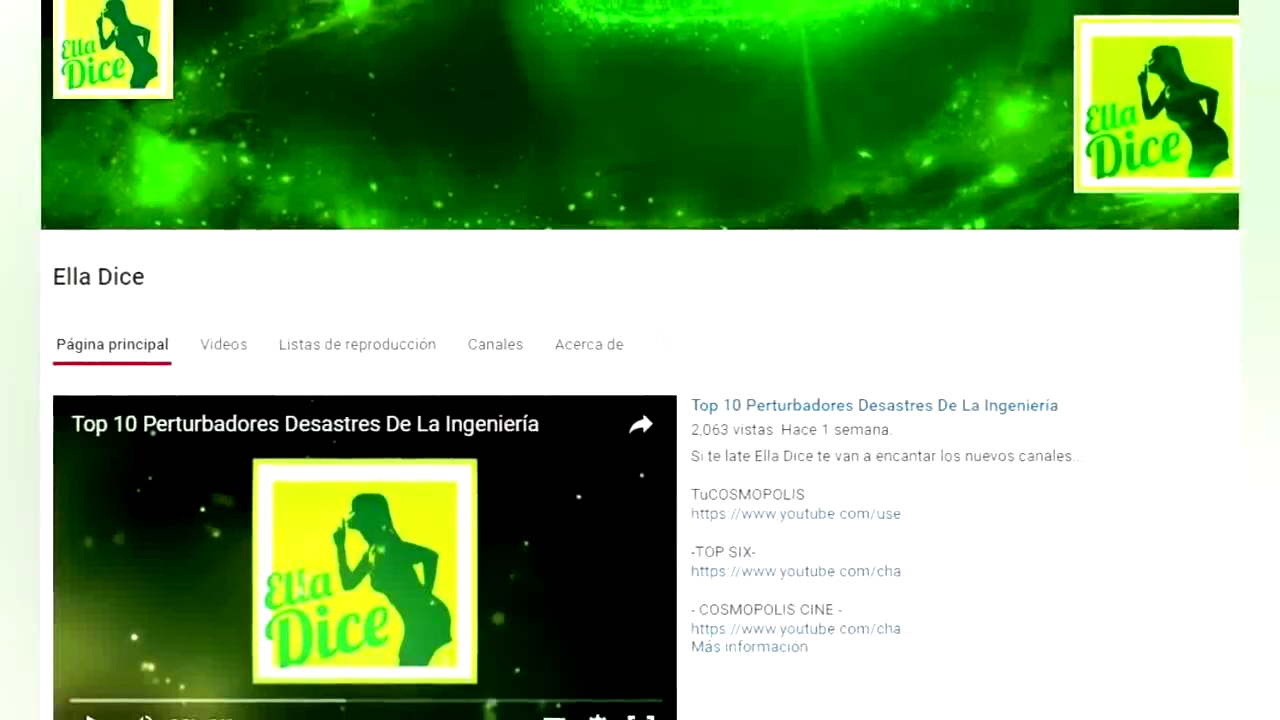 Ella
Dice
Ella
Dice
Ella Dice
Página principal
Videos
Listas de reproducción
Canales
Acerca de
Top 10 Perturbadores Desastres De La Ingeniería
Ella
Dice
Top 10 Perturbadores Desastres De La Ingeniería
2,063 vistas Hace 1 semana.
Si te late Ella Dice te van a encantar los nuevos canales...
TuCOSMOPOLIS
https://www.youtube.com/use
-TOP SIX-
https://www.youtube.com/cha
- COSMOPOLIS CINE -
https://www.youtube.com/cha
Más información